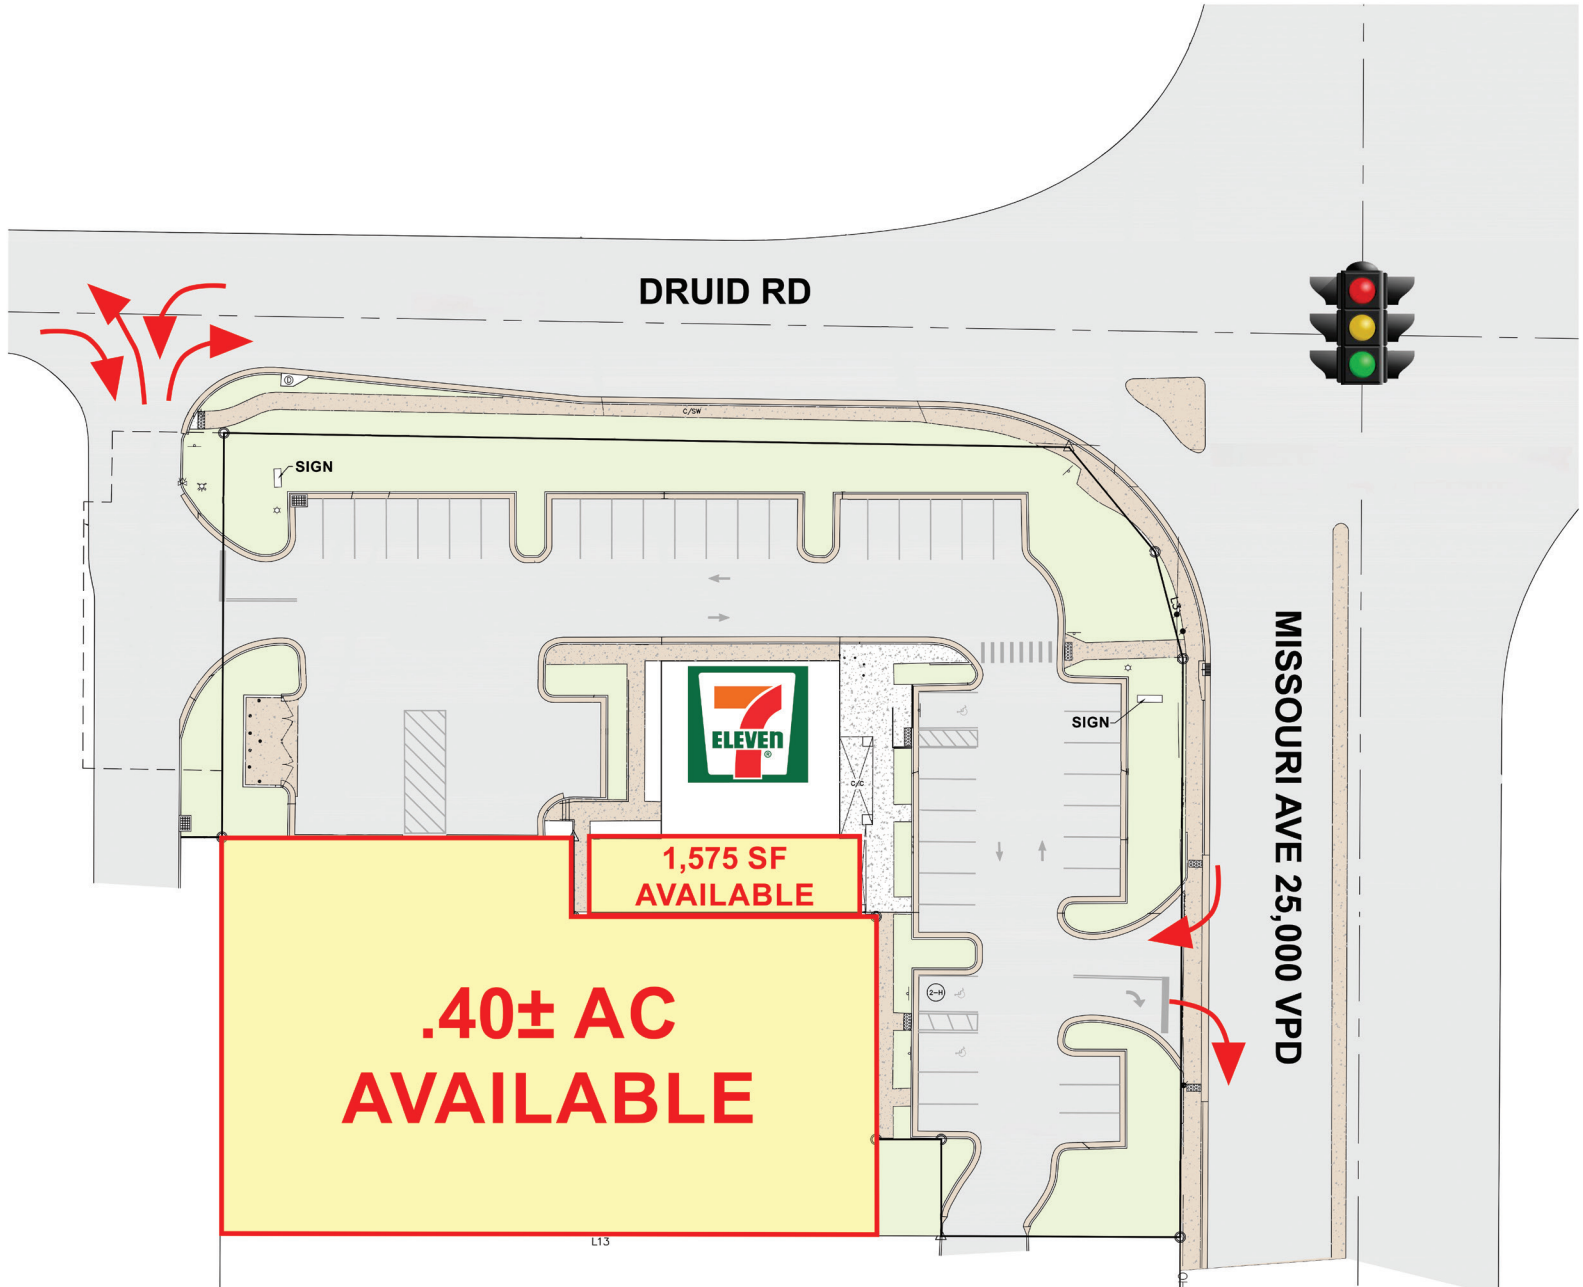 DRUID RD
D
C/SW
SIGN
L3
7
ELEVEN
®
SIGN
C/C
MISSOURI AVE 25,000 VPD
1,575 SF
AVAILABLE
2-H
.40± AC
AVAILABLE
L13